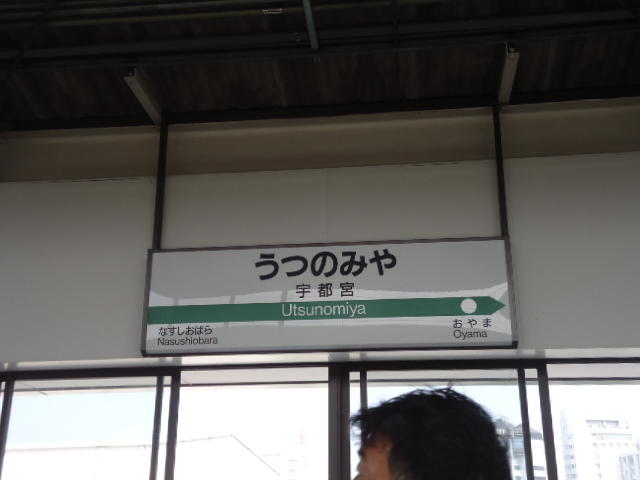 うつのみや
宇都宮
Utsunomiya
なすしおばら
Nasushiobara
おやま
Oyama